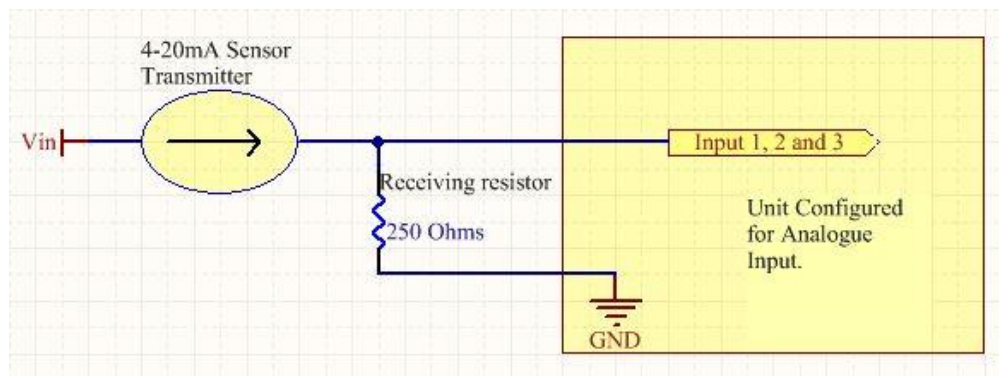 4-20mA Sensor
Transmitter
Vin
Input 1, 2 and 3
Receiving resistor
250 Ohms
Unit Configured
for Analogue
Input.
GND